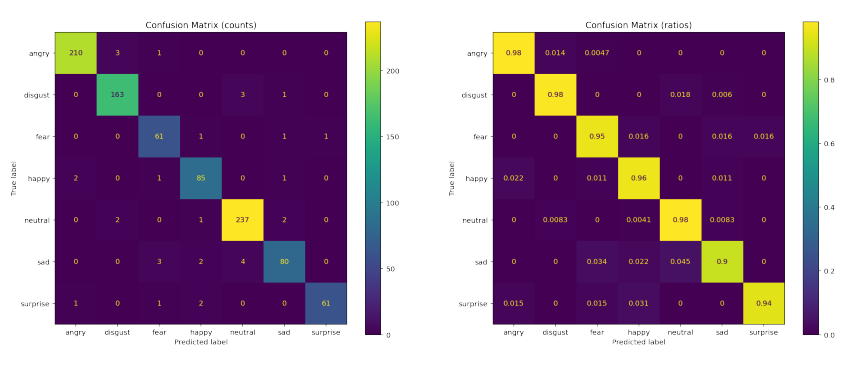 Confusion Matrix (counts)
angry 210 3 1 0 0 0 0
disgust 0 163 0 0 3 1 0
fear 0 0 61 1 0 1 1
happy 2 0 1 85 0 1 0
neutral 0 2 0 1 237 2 0
sad 0 0 3 2 4 80 0
surprise 1 0 1 2 0 0 61
angry disgust fear happy neutral sad surprise
Predicted label
True label
200
150
100
50
0
Confusion Matrix (ratios)
angry 0.98 0.014 0.0047 0 0 0 0
disgust 0 0.98 0 0 0.018 0.006 0
fear 0 0 0.95 0.016 0 0.016 0.016
happy 0.022 0 0.011 0.96 0 0.011 0
neutral 0 0.0083 0 0.0041 0.98 0.0083 0
sad 0 0 0.034 0.022 0.045 0.9 0
surprise 0.015 0 0.015 0.031 0 0 0.94
angry disgust fear happy neutral sad surprise
Predicted label
True label
0.8
0.6
0.4
0.2
0.0